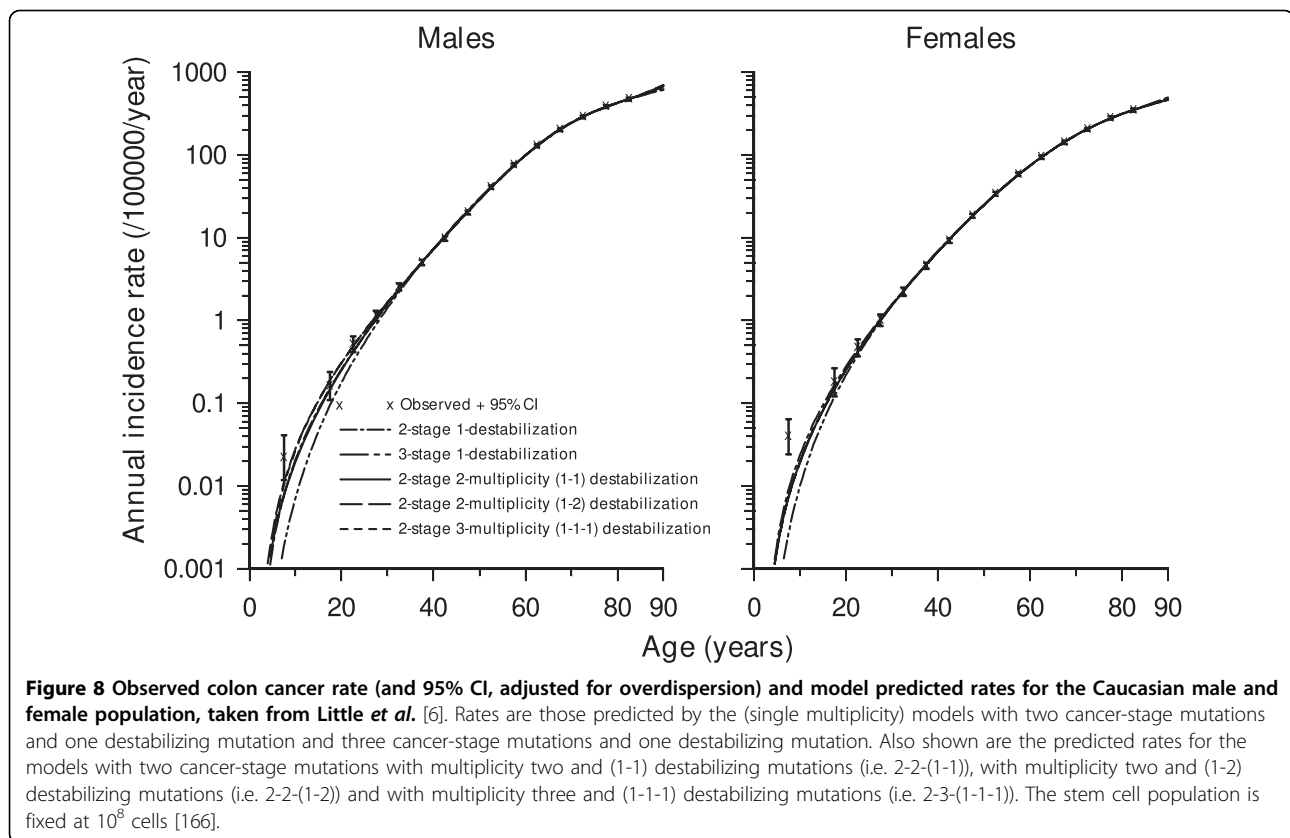 Males
Females
Annual incidence rate (/100000/year)
1000
100
10
1
0.1
0.01
0.001
x x Observed + 95% CI
2-stage 1-destabilization
3-stage 1-destabilization
2-stage 2-multiplicity (1-1) destabilization
2-stage 2-multiplicity (1-2) destabilization
2-stage 3-multiplicity (1-1-1) destabilization
0 20 40 60 80 90
0 20 40 60 80 90
Age (years)
Figure 8 Observed colon cancer rate (and 95% CI, adjusted for overdispersion) and model predicted rates for the Caucasian male and
female population, taken from Little et al. [6]. Rates are those predicted by the (single multiplicity) models with two cancer-stage mutations
and one destabilizing mutation and three cancer-stage mutations and one destabilizing mutation. Also shown are the predicted rates for the
models with two cancer-stage mutations with multiplicity two and (1-1) destabilizing mutations (i.e. 2-2-(1-1)), with multiplicity two and (1-2)
destabilizing mutations (i.e. 2-2-(1-2)) and with multiplicity three and (1-1-1) destabilizing mutations (i.e. 2-3-(1-1-1)). The stem cell population is
fixed at 10⁸ cells [166].